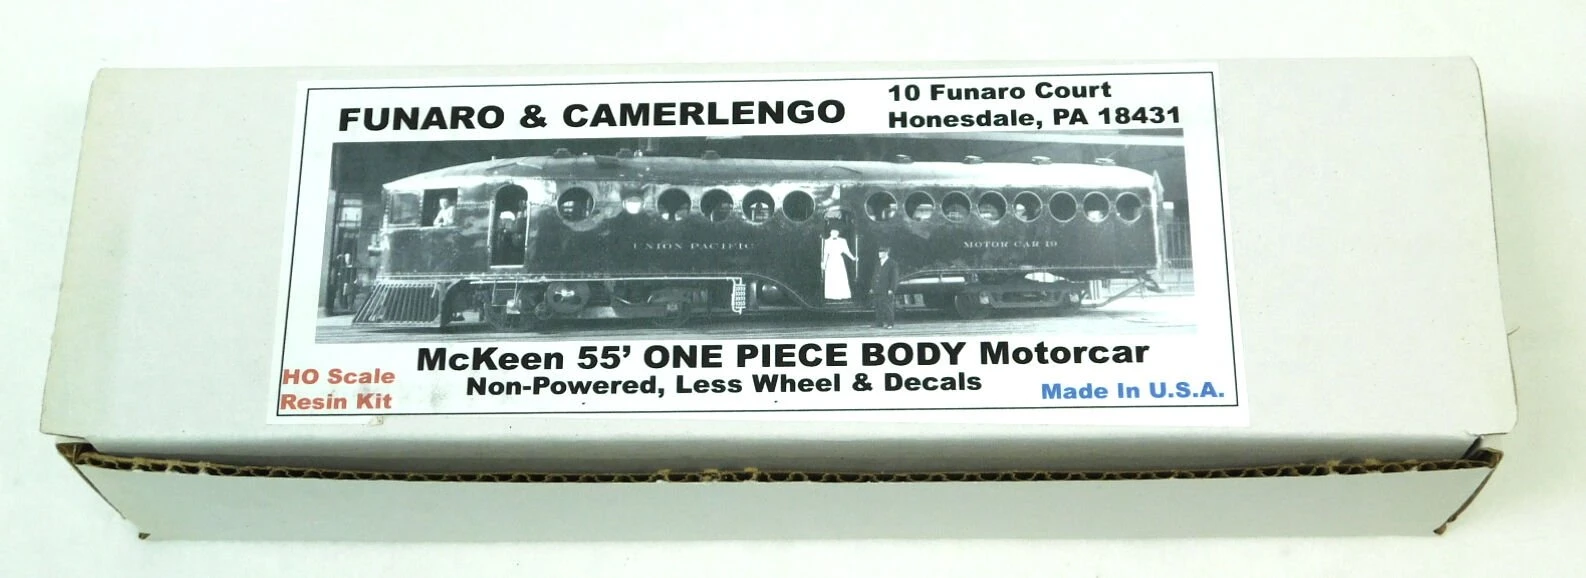 FUNARO & CAMERLENGO
10 Funaro Court
Honesdale, PA 18431
UNION PACIFIC
MOTOR CAR 19
McKeen 55' ONE PIECE BODY Motorcar
Non-Powered, Less Wheel & Decals
HO Scale
Resin Kit
Made In U.S.A.